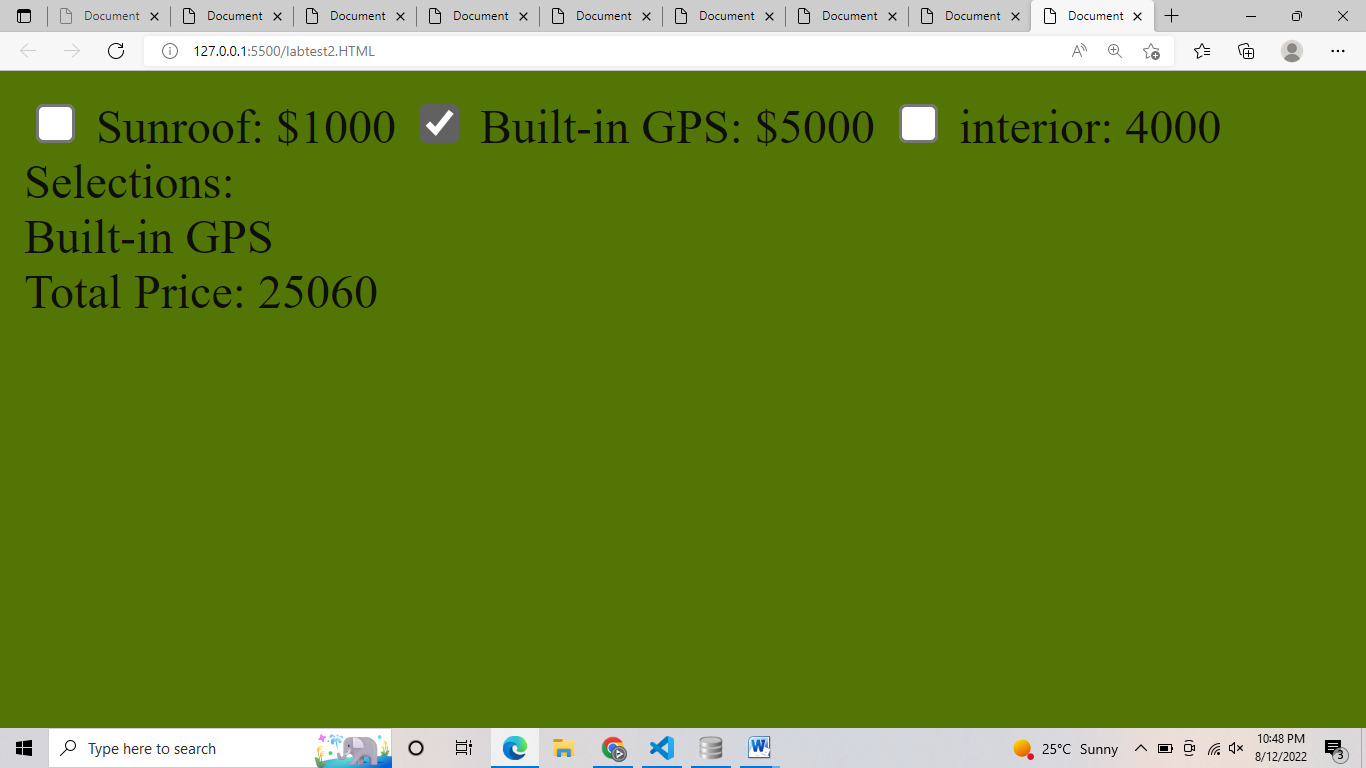 Document Document Document Document Document Document Document Document Document
127.0.0.1:5500/labtest2.HTML
Sunroof: $1000 Built-in GPS: $5000 interior: 4000
Selections:
Built-in GPS
Total Price: 25060
Type here to search 25°C Sunny 10:48 PM
8/12/2022 3